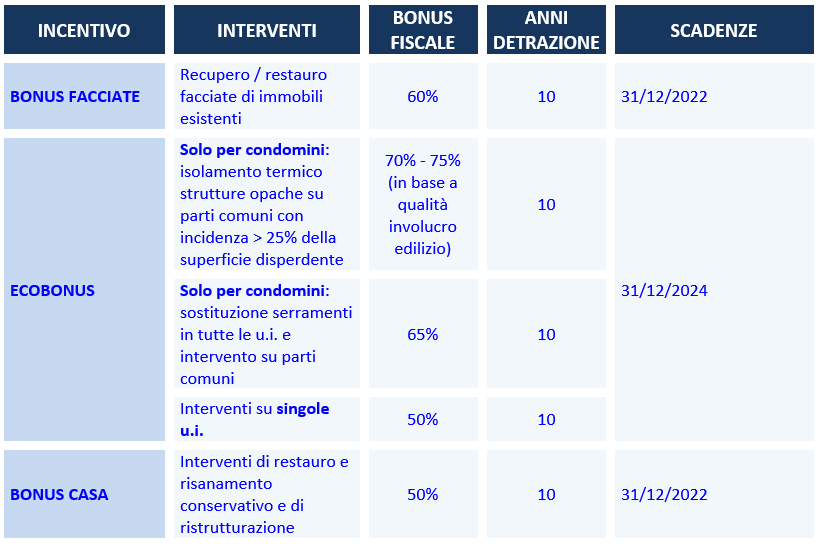 INCENTIVO
INTERVENTI
BONUS
FISCALE
ANNI
DETRAZIONE
SCADENZE
BONUS FACCIATE
Recupero / restauro
facciate di immobili
esistenti
60%
10
31/12/2022
ECOBONUS
Solo per condomini:
isolamento termico
strutture opache su
parti comuni con
incidenza > 25% della
superficie disperdente
70% - 75%
(in base a
qualità
involucro
edilizio)
10
Solo per condomini:
sostituzione serramenti
in tutte le u.i. e
intervento su parti
comuni
65%
10
Interventi su singole
u.i.
50%
10
31/12/2024
BONUS CASA
Interventi di restauro e
risanamento
conservativo e di
ristrutturazione
50%
10
31/12/2022